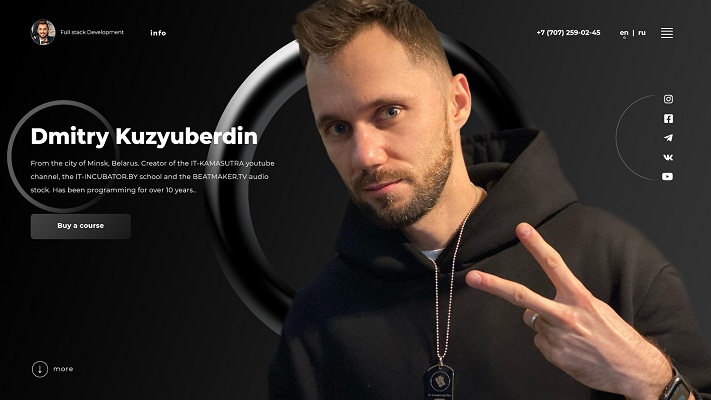 Full stack Development
info
+7 (707) 259-02-45
en | ru
Dmitry Kuzyuberdin
From the city of Minsk, Belarus. Creator of the IT-KAMASUTRA youtube
channel, the IT-INCUBATOR.BY school and the BEATMAKER.TV audio
stock. Has been programming for over 10 years..
Buy a course
more